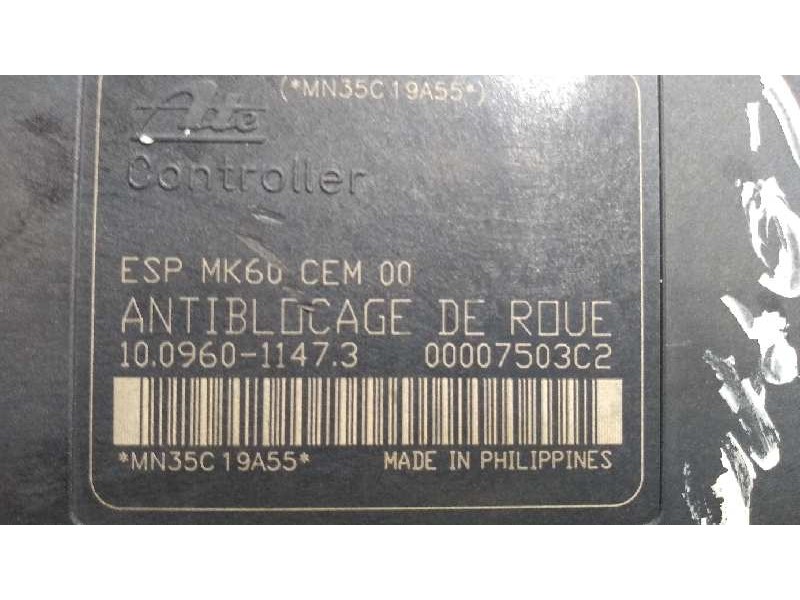 (*MN35C19A55*)
Ate
Controller
ESP MK60 CEM 00
ANTIBLOCAGE DE ROUE
10.0960-1147.3 00007503C2
*MN35C19A55* MADE IN PHILIPPINES